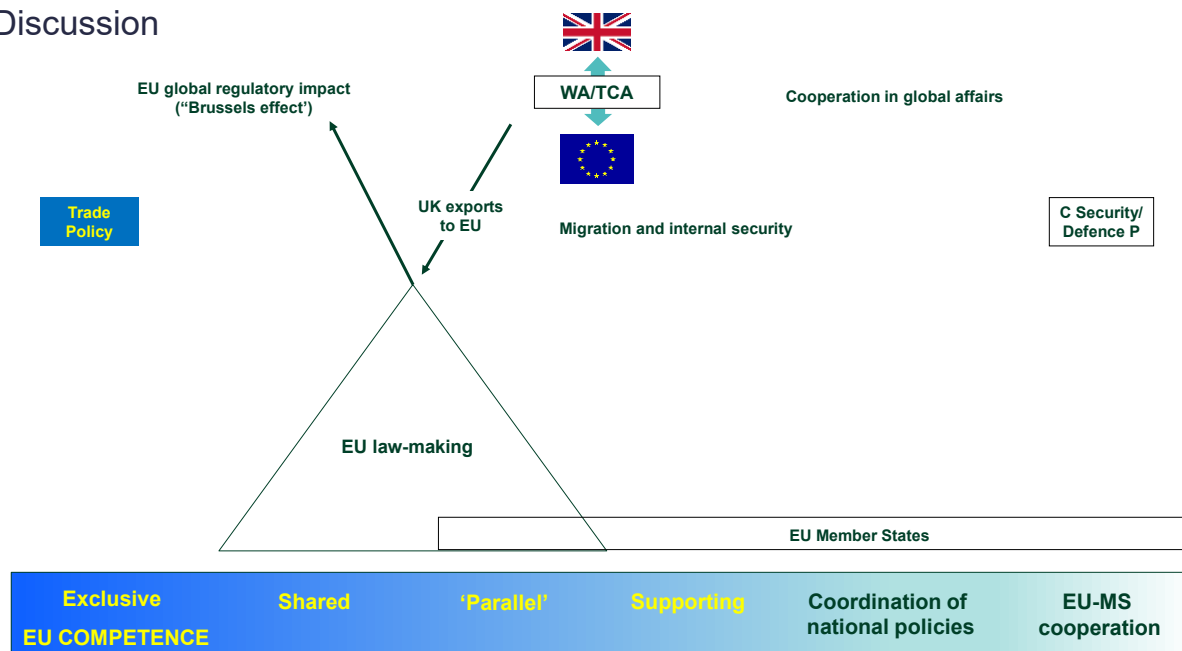 Discussion
EU global regulatory impact
(“Brussels effect’)
WA/TCA
Cooperation in global affairs
Trade
Policy
UK exports
to EU
Migration and internal security
C Security/
Defence P
EU law-making
EU Member States
Exclusive
EU COMPETENCE
Shared
‘Parallel’
Supporting
Coordination of
national policies
EU-MS
cooperation